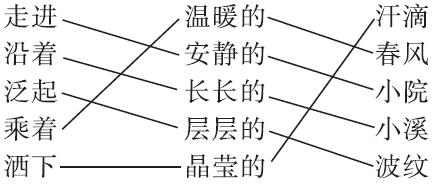 走进 温暖的 汗滴
沿着 安静的 春风
泛起 长长的 小院
乘着 层层的 小溪
洒下 晶莹的 波纹